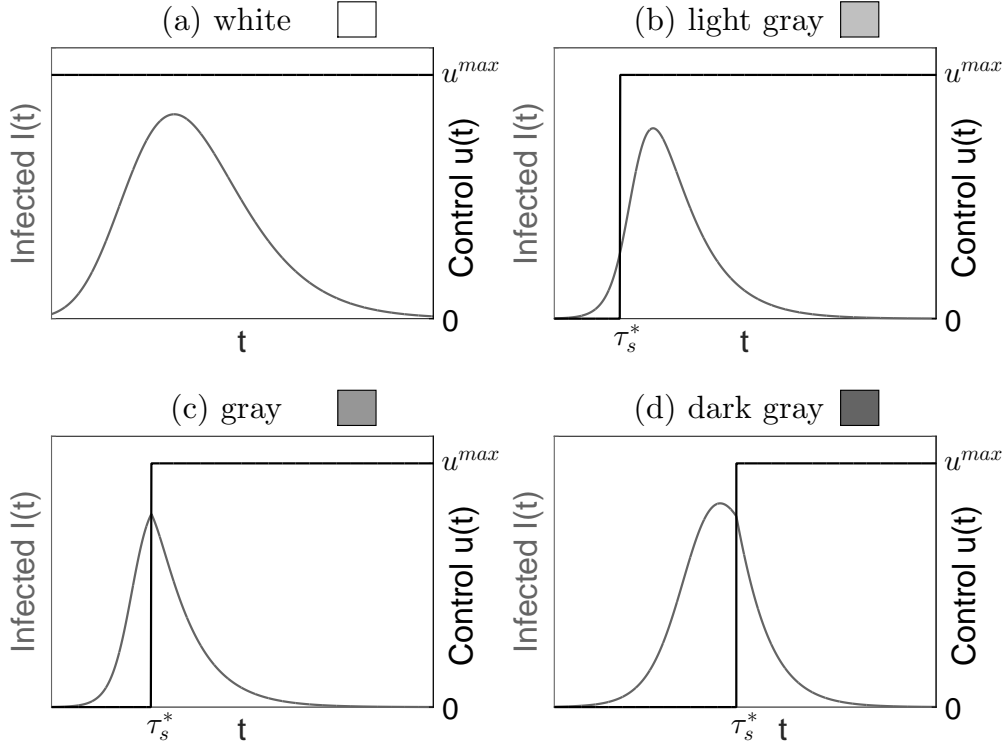 (a) white
(b) light gray
Infected I(t)
Control u(t)
u^{max}
0
t
Infected I(t)
Control u(t)
u^{max}
0
τ_s^*
t
(c) gray
(d) dark gray
Infected I(t)
Control u(t)
u^{max}
0
τ_s^*
t
Infected I(t)
Control u(t)
u^{max}
0
τ_s^*
t